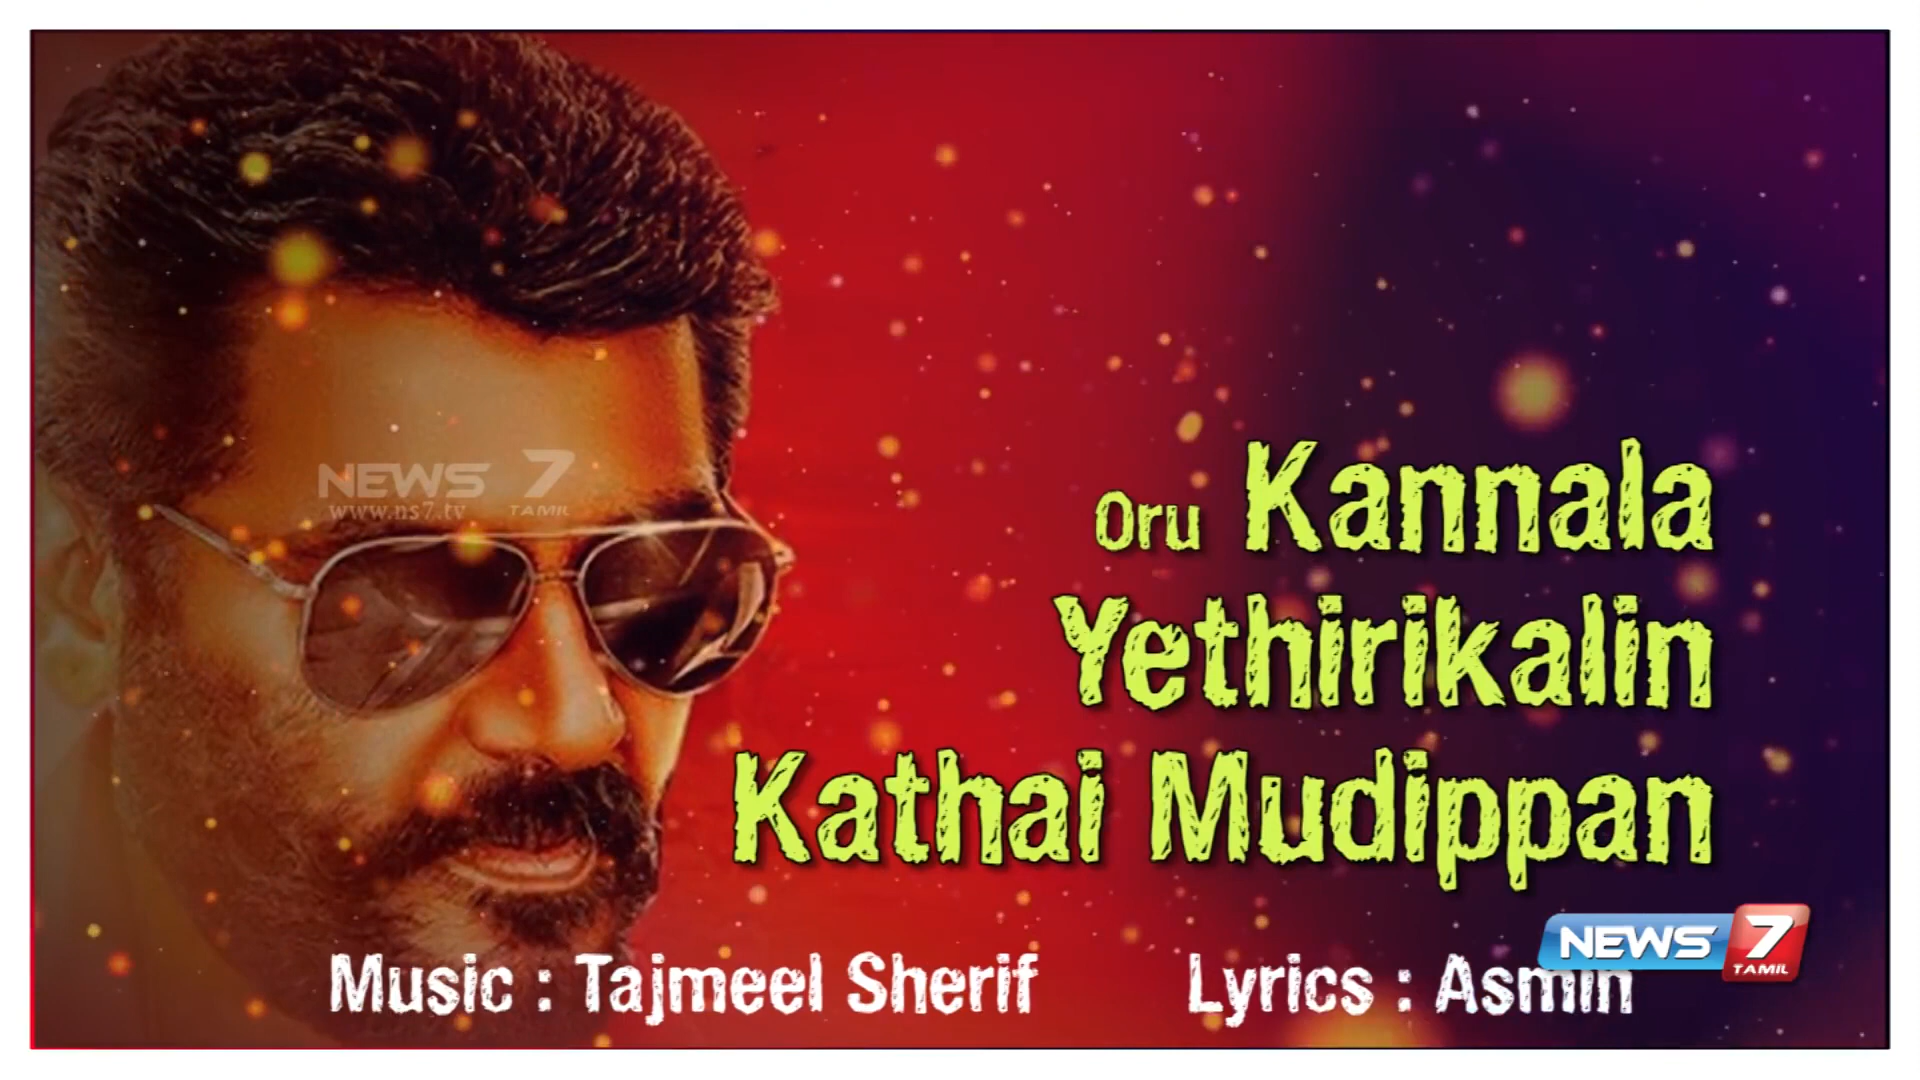 NEWS 7
www.ns7.tv TAMIL
Oru Kannala
Yethirikalin
Kathai Mudippan
NEWS 7
TAMIL
Music : Tajmeel Sherif Lyrics : Asmin